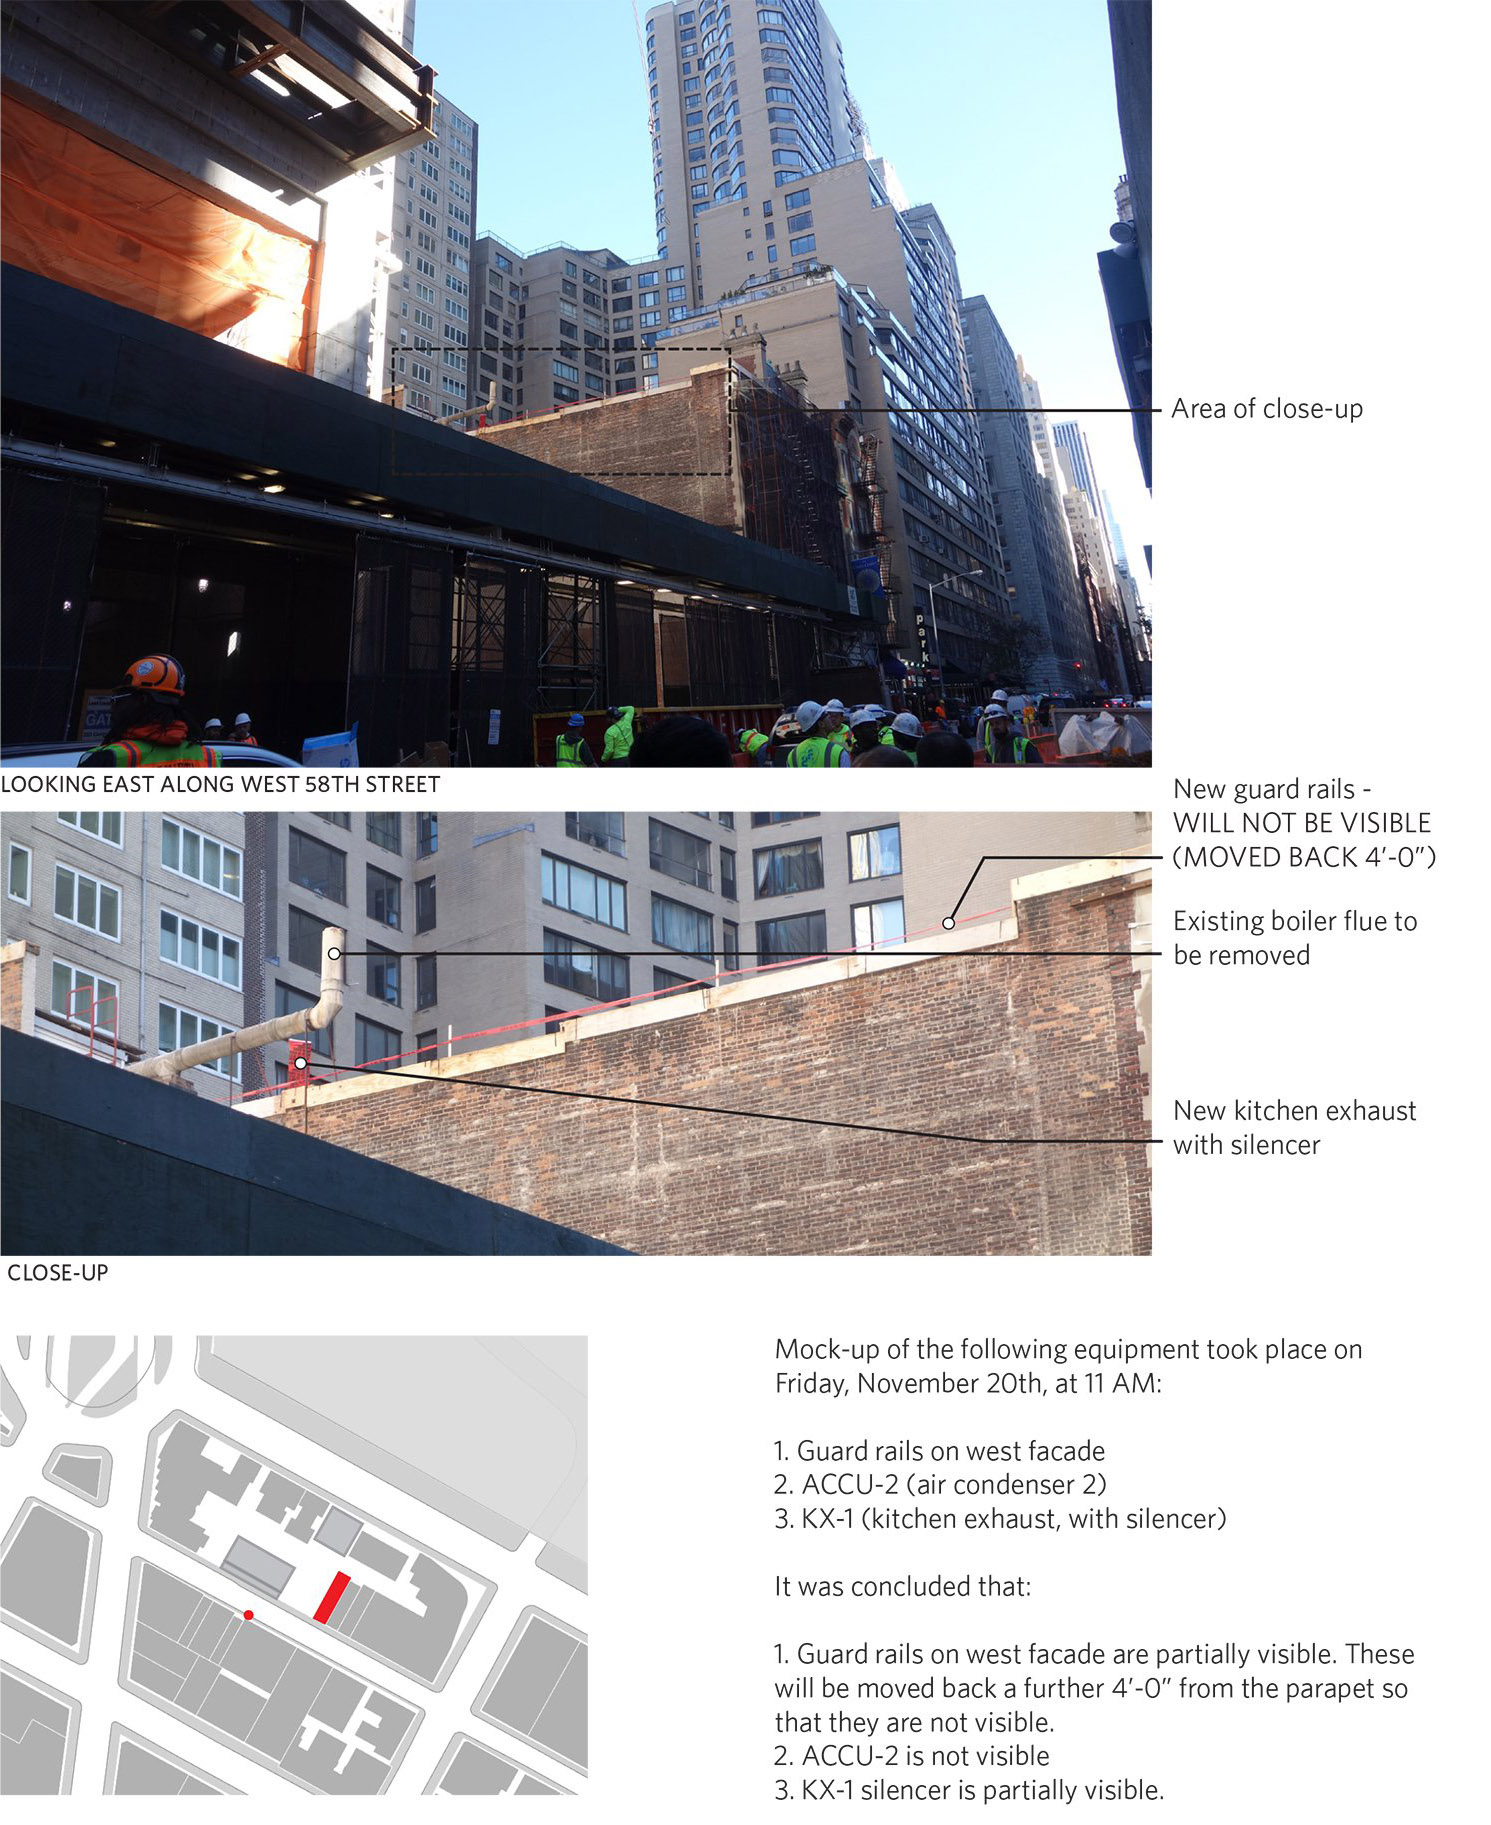 park
GAT
Area of close-up
LOOKING EAST ALONG WEST 58TH STREET
New guard rails -
WILL NOT BE VISIBLE
(MOVED BACK 4'-0")
Existing boiler flue to
be removed
New kitchen exhaust
with silencer
CLOSE-UP
Mock-up of the following equipment took place on
Friday, November 20th, at 11 AM:
1. Guard rails on west facade
2. ACCU-2 (air condenser 2)
3. KX-1 (kitchen exhaust, with silencer)
It was concluded that:
1. Guard rails on west facade are partially visible. These
will be moved back a further 4'-0" from the parapet so
that they are not visible.
2. ACCU-2 is not visible
3. KX-1 silencer is partially visible.